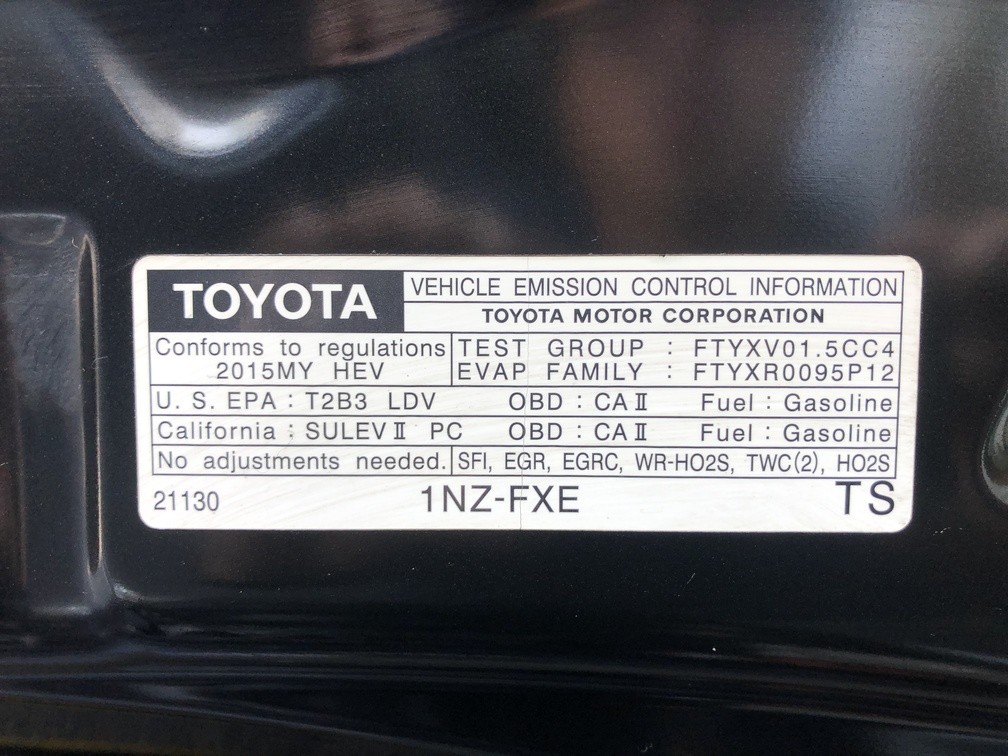 TOYOTA
VEHICLE EMISSION CONTROL INFORMATION
TOYOTA MOTOR CORPORATION
Conforms to regulations
2015MY HEV
TEST GROUP : FTYXV01.5CC4
EVAP FAMILY : FTYXR0095P12
U. S. EPA : T2B3 LDV OBD : CAⅡ Fuel : Gasoline
California : SULEVⅡ PC OBD : CAⅡ Fuel : Gasoline
No adjustments needed. SFI, EGR, EGRC, WR-HO2S, TWC(2), HO2S
21130 1NZ-FXE TS